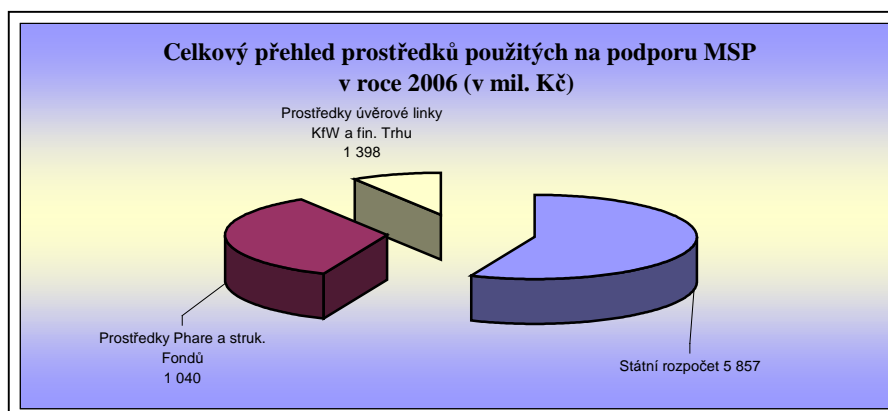 Celkový přehled prostředků použitých na podporu MSP
v roce 2006 (v mil. Kč)
Prostředky úvěrové linky
KfW a fin. Trhu
1 398
Prostředky Phare a struk.
Fondů
1 040
Státní rozpočet 5 857